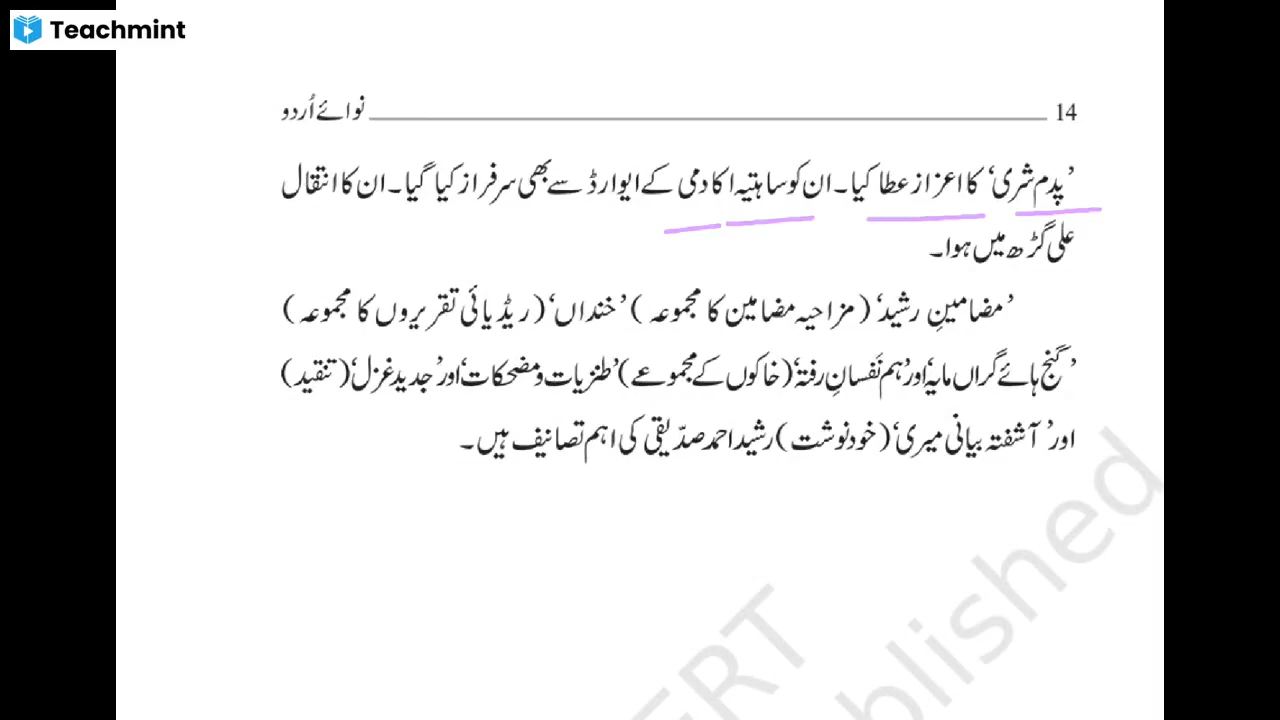 Teachmint
14 نوائے اُردو
’پدم شری‘ کا اعزاز عطا کیا۔ ان کو ساہتیہ اکادمی کے ایوارڈ سے بھی سرفراز کیا گیا۔ ان کا انتقال
علی گڑھ میں ہوا۔
’مضامینِ رشید‘ (مزاحیہ مضامین کا مجموعہ) ’خنداں‘ (ریڈیائی تقریروں کا مجموعہ)
’گنج ہائے گراں مایہ‘ اور ’ہم نَفسانِ رفتہ‘ (خاکوں کے مجموعے) ’طنزیات و مضحکات‘ اور ’جدید غزل‘ (تنقید)
اور ’آشفتہ بیانی میری‘ (خودنوشت) رشید احمد صدّیقی کی اہم تصانیف ہیں۔